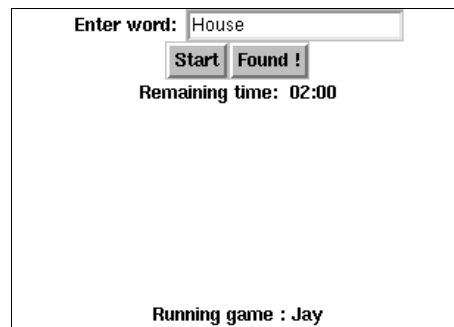 Enter word: House
Start Found !
Remaining time: 02:00
Running game : Jay